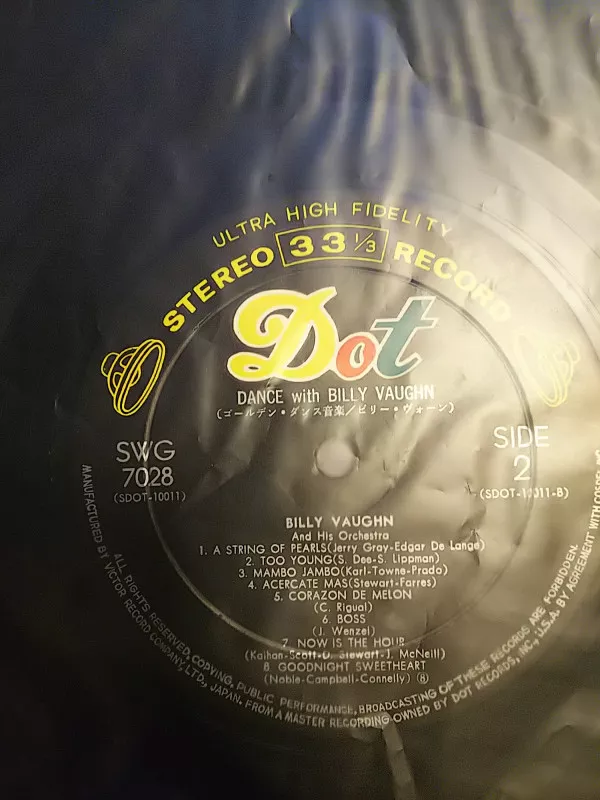 ULTRA HIGH FIDELITY
STEREO 33 1/3 RECORD
Dot
DANCE with BILLY VAUGHN
(ゴールデン・ダンス音楽/ビリー・ヴォーン)
SWG
7028
(SDOT-10011)
SIDE
2
(SDOT-10011-B)
BILLY VAUGHN
And His Orchestra
1. A STRING OF PEARLS(Jerry Gray-Edgar De Lange)
2. TOO YOUNG(S. Dee-S. Lippman)
3. MAMBO JAMBO(Karl-Towne-Prado)
4. ACERCATE MAS(Stewart-Farres)
5. CORAZON DE MELON
(C. Rigual)
6. BOSS
(J. Wenzel)
7. NOW IS THE HOUR
(Kaihan-Scott-D. Stewart-J. McNeill)
8 GOODNIGHT SWEETHEART
(Noble-Campbell-Connelly) ⑧
ALL RIGHTS RESERVED, COPYING, PUBLIC PERFORMANCE, BROADCASTING OF THESE RECORDS ARE FORBIDDEN.
MANUFACTURED BY VICTOR RECORD COMPANY, LTD., JAPAN. FROM A MASTER RECORDING OWNED BY DOT RECORDS, INC., U.S.A. BY AGREEMENT WITH